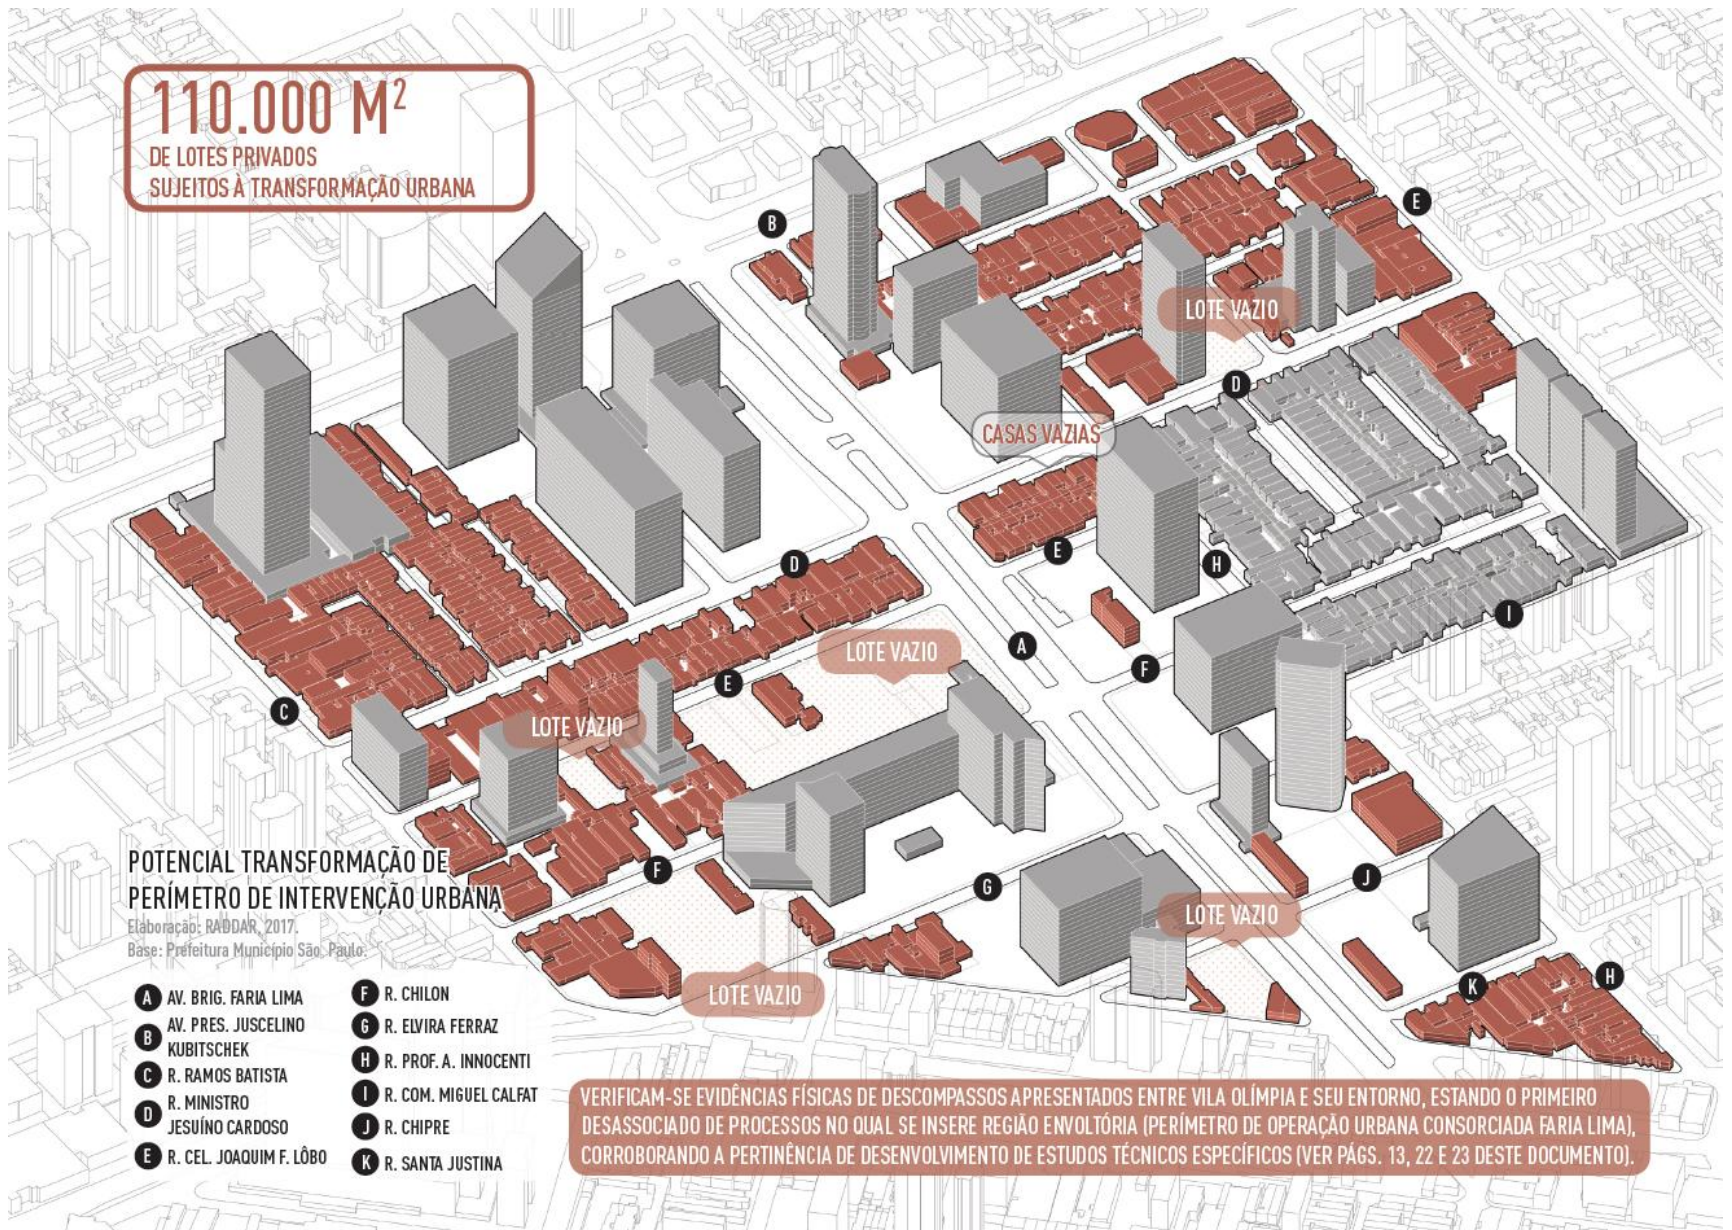 110.000 M²
DE LOTES PRIVADOS
SUJEITOS À TRANSFORMAÇÃO URBANA
B
E
LOTE VAZIO
D
CASAS VAZIAS
E
H
D
I
A
LOTE VAZIO
F
E
C
LOTE VAZIO
F
J
G
LOTE VAZIO
LOTE VAZIO
K
H
POTENCIAL TRANSFORMAÇÃO DE
PERÍMETRO DE INTERVENÇÃO URBANA
Elaboração: RADDAR, 2017.
Base: Prefeitura Município São Paulo.
A AV. BRIG. FARIA LIMA
B AV. PRES. JUSCELINO
KUBITSCHEK
C R. RAMOS BATISTA
D R. MINISTRO
JESUÍNO CARDOSO
E R. CEL. JOAQUIM F. LÔBO
F R. CHILON
G R. ELVIRA FERRAZ
H R. PROF. A. INNOCENTI
I R. COM. MIGUEL CALFAT
J R. CHIPRE
K R. SANTA JUSTINA
VERIFICAM-SE EVIDÊNCIAS FÍSICAS DE DESCOMPASSOS APRESENTADOS ENTRE VILA OLÍMPIA E SEU ENTORNO, ESTANDO O PRIMEIRO
DESASSOCIADO DE PROCESSOS NO QUAL SE INSERE REGIÃO ENVOLTÓRIA (PERÍMETRO DE OPERAÇÃO URBANA CONSORCIADA FARIA LIMA),
CORROBORANDO A PERTINÊNCIA DE DESENVOLVIMENTO DE ESTUDOS TÉCNICOS ESPECÍFICOS (VER PÁGS. 13, 22 E 23 DESTE DOCUMENTO).